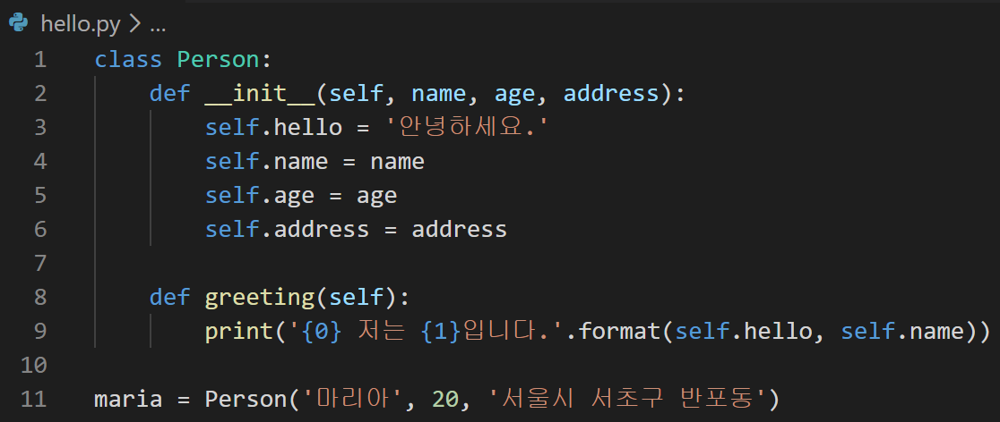 hello.py > ...
1 class Person:
2     def __init__(self, name, age, address):
3         self.hello = '안녕하세요.'
4         self.name = name
5         self.age = age
6         self.address = address
7
8     def greeting(self):
9         print('{0} 저는 {1}입니다.'.format(self.hello, self.name))
10
11 maria = Person('마리아', 20, '서울시 서초구 반포동')